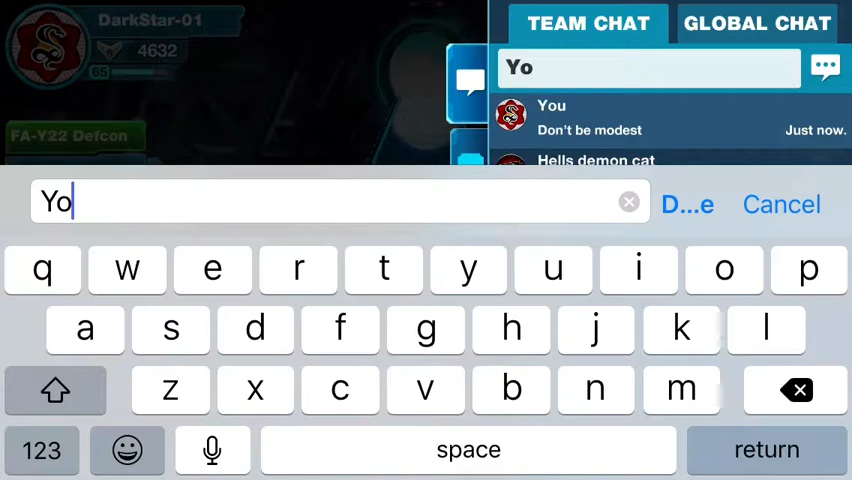 DarkStar-01
4632
65
FA-Y22 Defcon
TEAM CHAT
GLOBAL CHAT
Yo
You
Don't be modest
Just now.
Hells demon cat
Yo
D...e
Cancel
q w e r t y u i o p
a s d f g h j k l
z x c v b n m
123
space
return